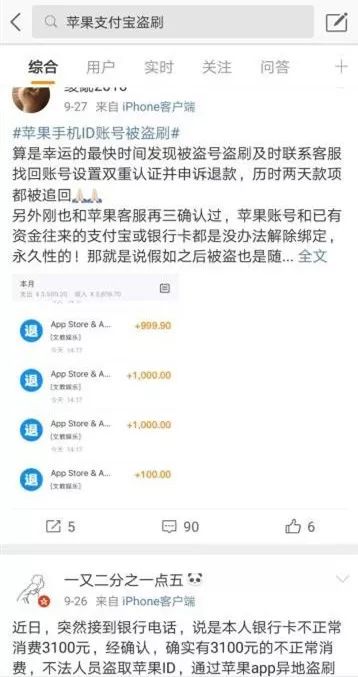 苹果支付宝盗刷
综合 用户 实时 关注 问答
9-27 来自 iPhone客户端
#苹果手机ID账号被盗刷#
算是幸运的最快时间发现被盗号盗刷及时联系客服
找回账号设置双重认证并申诉退款，历时两天款项
都被追回🙏🏻🙏🏻
另外刚也和苹果客服再三确认过，苹果账号和已有
资金往来的支付宝或银行卡都是没办法解除绑定，
永久性的！那就是说假如之后被盗也是随... 全文
本月
退 App Store & A... +999.90
[文教娱乐]
今天 14:17
退 App Store & A... +1,000.00
[文教娱乐]
今天 14:17
退 App Store & A... +1,000.00
[文教娱乐]
今天 14:17
退 App Store & A... +100.00
[文教娱乐]
5 90 6
一又二分之一点五🐼
9-26 来自 iPhone客户端
近日，突然接到银行电话，说是本人银行卡不正常
消费3100元，经确认，确实有3100元的不正常消
费，不法人员盗取苹果ID，通过苹果app异地盗刷